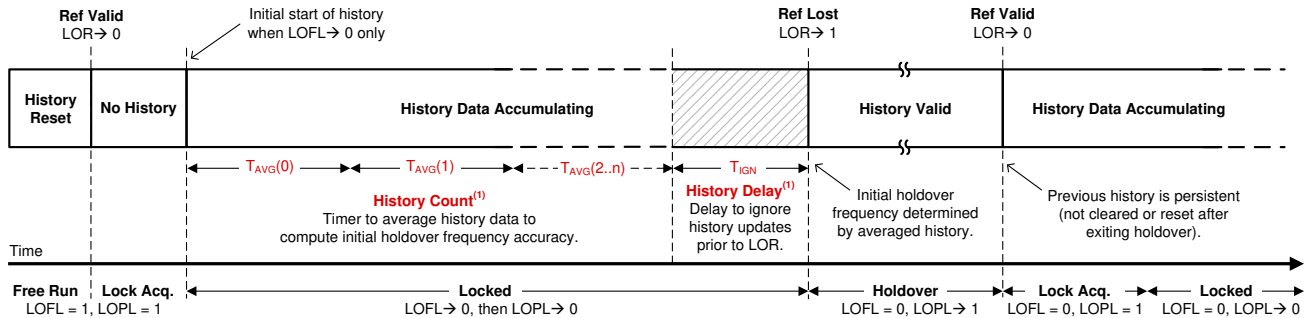 Ref Valid
LOR→ 0
Initial start of history
when LOFL→ 0 only
Ref Lost
LOR→ 1
Ref Valid
LOR→ 0
History
Reset
No History
History Data Accumulating
History Valid
History Data Accumulating
TAVG(0)
TAVG(1)
TAVG(2..n)
TIGN
History Count(1)
Timer to average history data to
compute initial holdover frequency accuracy.
History Delay(1)
Delay to ignore
history updates
prior to LOR.
Initial holdover
frequency determined
by averaged history.
Previous history is persistent
(not cleared or reset after
exiting holdover).
Time
Free Run
Lock Acq.
LOFL = 1, LOPL = 1
Locked
LOFL→ 0, then LOPL→ 0
Holdover
LOFL = 0, LOPL→ 1
Lock Acq.
LOFL = 0, LOPL = 1
Locked
LOFL = 0, LOPL→ 0